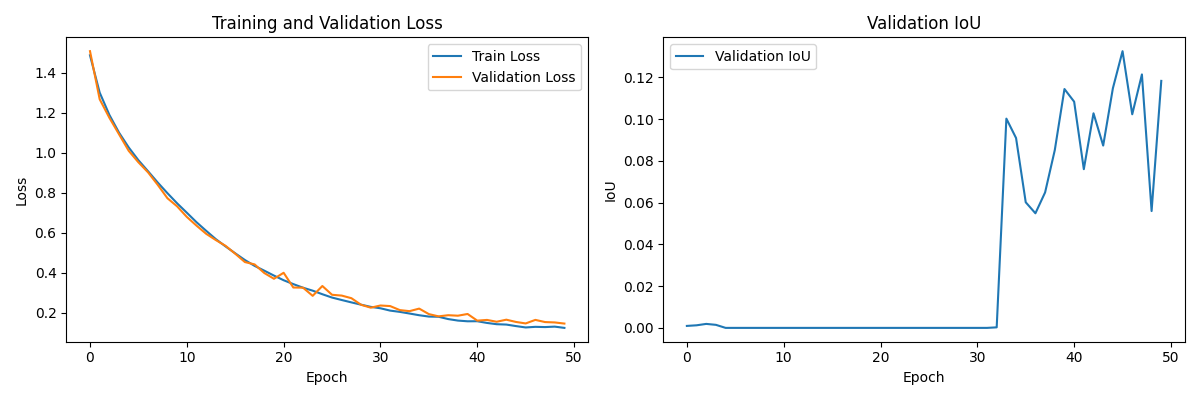 Training and Validation Loss
Train Loss
Validation Loss
1.4
1.2
1.0
0.8
0.6
0.4
0.2
Loss
0
10
20
30
40
50
Epoch
Validation IoU
Validation IoU
0.12
0.10
0.08
0.06
0.04
0.02
0.00
IoU
0
10
20
30
40
50
Epoch